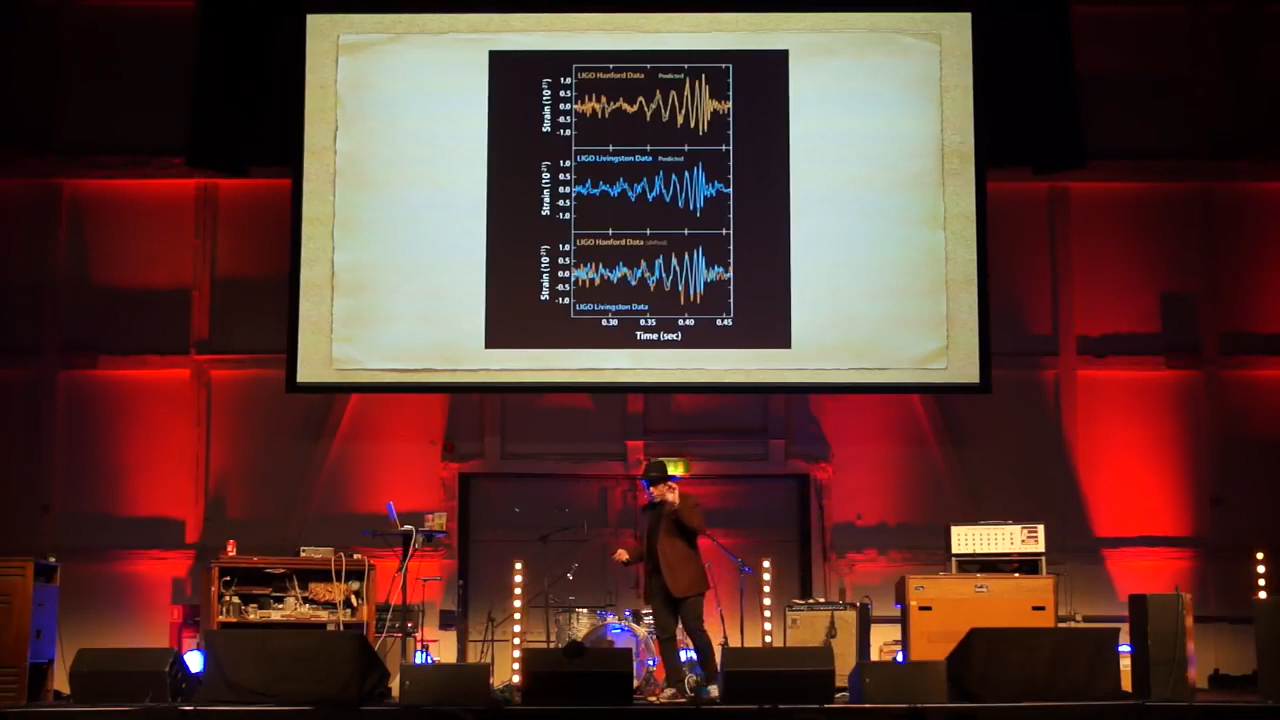 LIGO Hanford Data Predicted
1.0
0.5
0.0
-0.5
-1.0
Strain (10⁻²¹)
LIGO Livingston Data Predicted
1.0
0.5
0.0
-0.5
-1.0
Strain (10⁻²¹)
LIGO Hanford Data (shifted)
1.0
0.5
0.0
-0.5
-1.0
Strain (10⁻²¹)
LIGO Livingston Data
0.30 0.35 0.40 0.45
Time (sec)